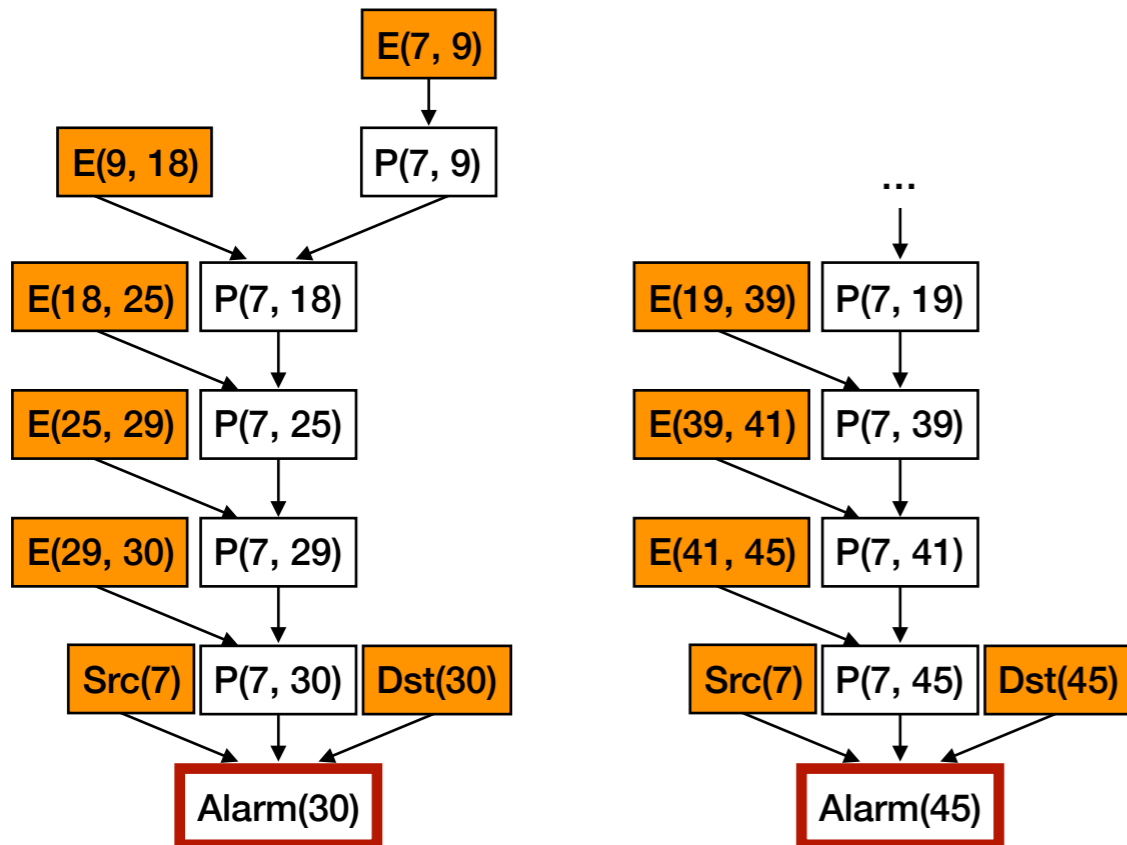 E(7, 9)
E(9, 18)
P(7, 9)
E(18, 25)
P(7, 18)
E(25, 29)
P(7, 25)
E(29, 30)
P(7, 29)
Src(7)
P(7, 30)
Dst(30)
Alarm(30)
...
E(19, 39)
P(7, 19)
E(39, 41)
P(7, 39)
E(41, 45)
P(7, 41)
Src(7)
P(7, 45)
Dst(45)
Alarm(45)